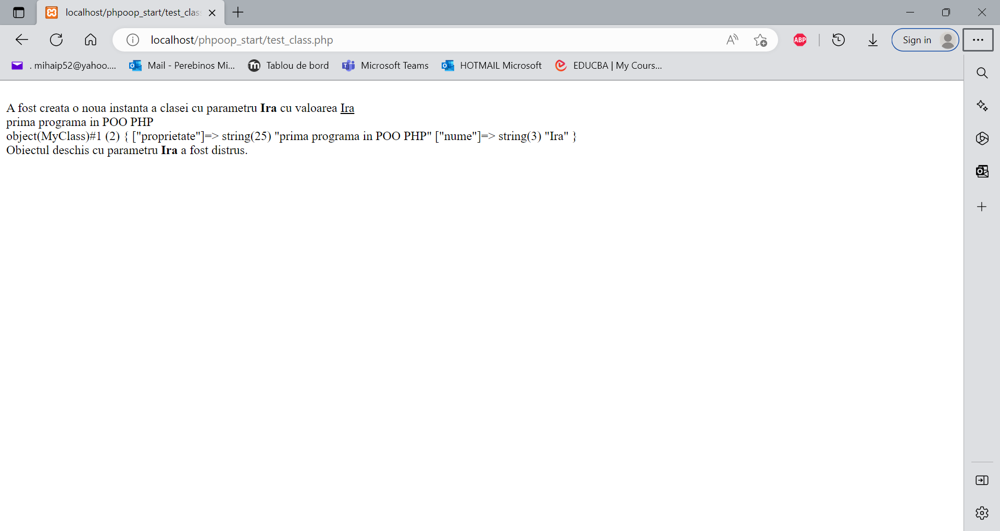 localhost/phpoop_start/test_clas
localhost/phpoop_start/test_class.php
A))
ABP
Sign in
. mihaip52@yahoo....
Mail - Perebinos Mi...
Tablou de bord
Microsoft Teams
HOTMAIL Microsoft
EDUCBA | My Cours...
A fost creata o noua instanta a clasei cu parametru Ira cu valoarea Ira
prima programa in POO PHP
object(MyClass)#1 (2) { ["proprietate"]=> string(25) "prima programa in POO PHP" ["nume"]=> string(3) "Ira" }
Obiectul deschis cu parametru Ira a fost distrus.